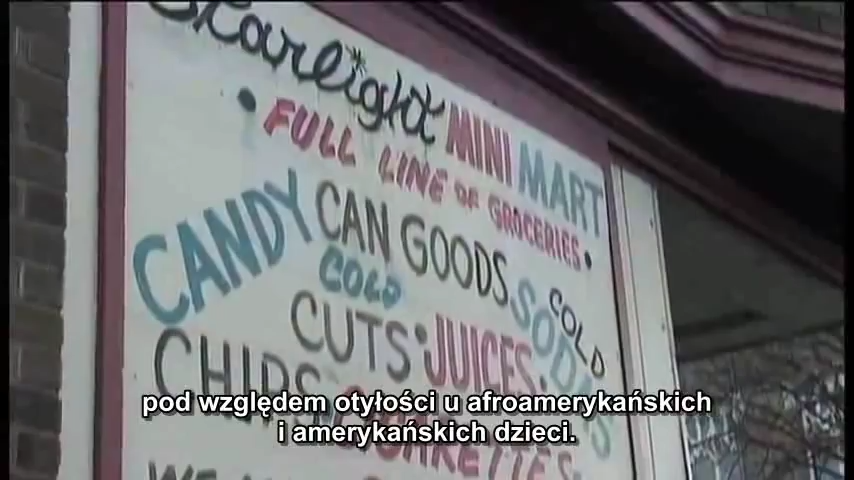 Starlight MINI MART
• FULL LINE OF GROCERIES •
CANDY CAN GOODS COLD SODAS
COLD CUTS • JUICES •
CHIPS CIGARETTES
pod względem otyłości u afroamerykańskich
i amerykańskich dzieci.